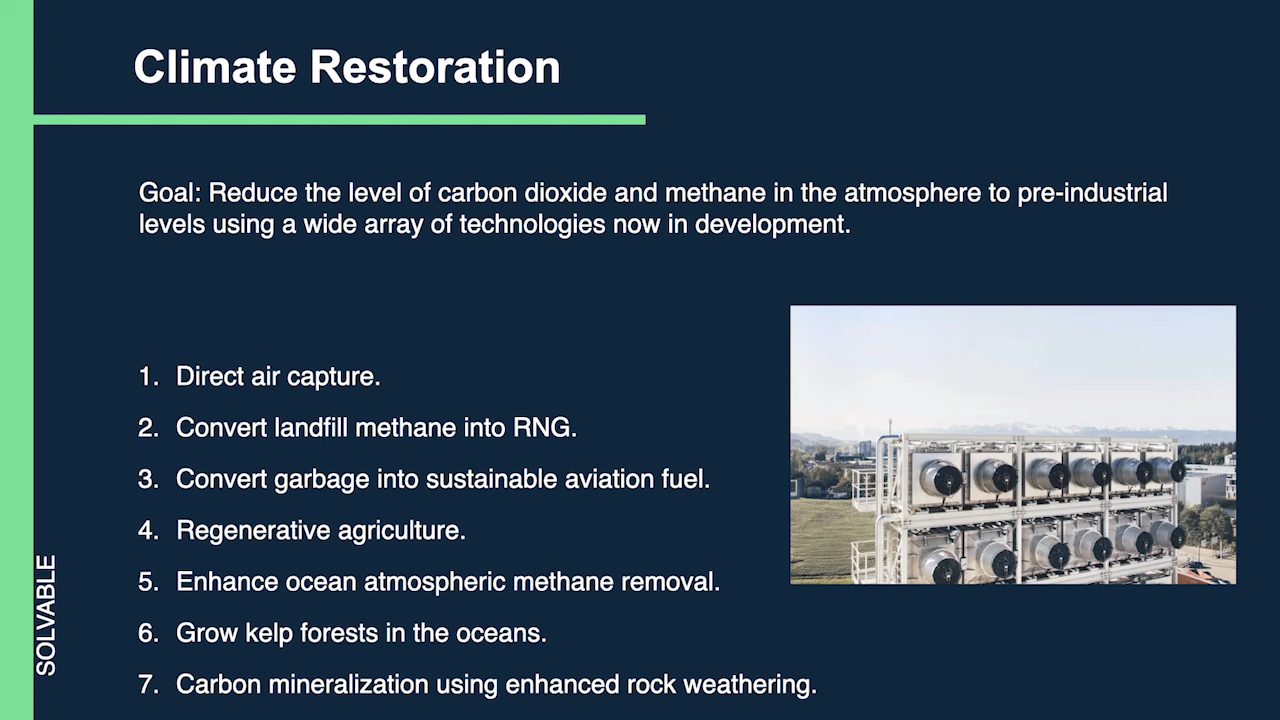 Climate Restoration
Goal: Reduce the level of carbon dioxide and methane in the atmosphere to pre-industrial
levels using a wide array of technologies now in development.
1. Direct air capture.
2. Convert landfill methane into RNG.
3. Convert garbage into sustainable aviation fuel.
4. Regenerative agriculture.
5. Enhance ocean atmospheric methane removal.
6. Grow kelp forests in the oceans.
7. Carbon mineralization using enhanced rock weathering.
SOLVABLE